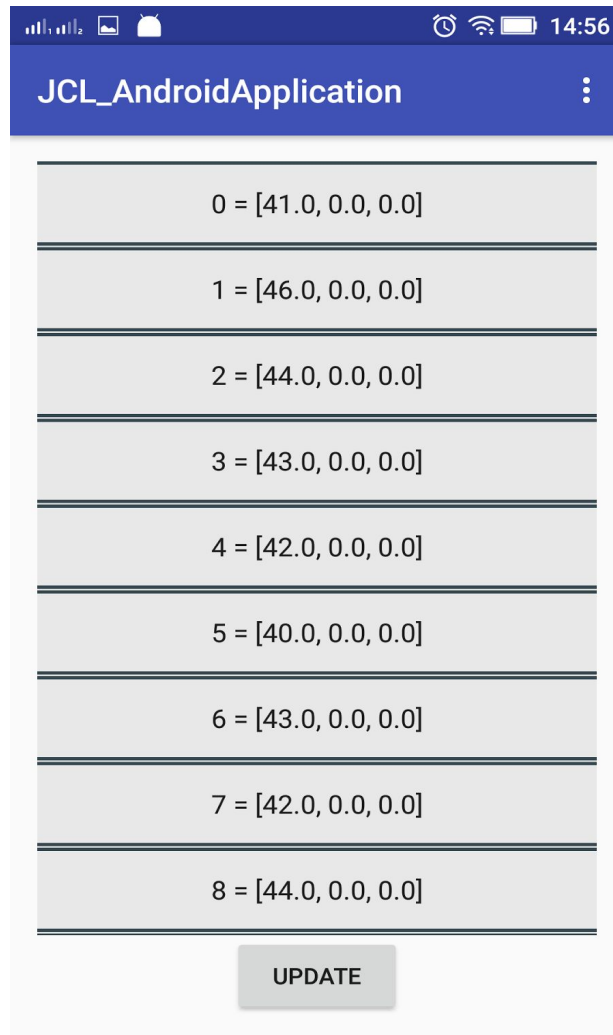 14:56
JCL_AndroidApplication
0 = [41.0, 0.0, 0.0]
1 = [46.0, 0.0, 0.0]
2 = [44.0, 0.0, 0.0]
3 = [43.0, 0.0, 0.0]
4 = [42.0, 0.0, 0.0]
5 = [40.0, 0.0, 0.0]
6 = [43.0, 0.0, 0.0]
7 = [42.0, 0.0, 0.0]
8 = [44.0, 0.0, 0.0]
UPDATE